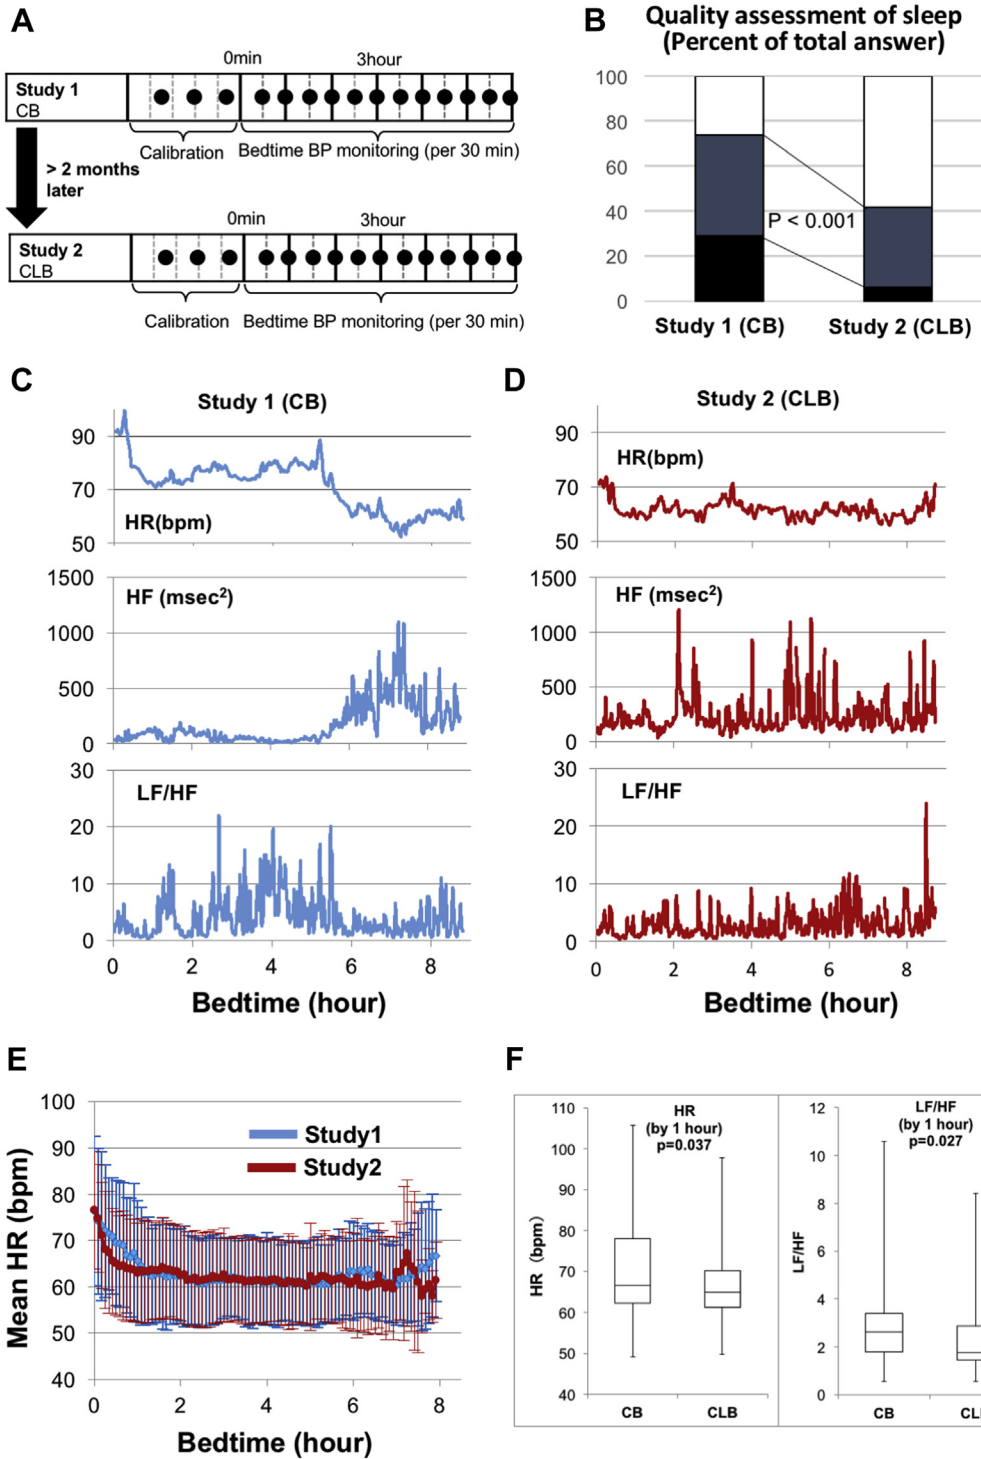 A
0min
3hour
Study 1
CB
Calibration
Bedtime BP monitoring (per 30 min)
> 2 months
later
0min
3hour
Study 2
CLB
Calibration
Bedtime BP monitoring (per 30 min)
B
Quality assessment of sleep
(Percent of total answer)
100
80
60
40
20
0
P < 0.001
Study 1 (CB)
Study 2 (CLB)
C
Study 1 (CB)
90
70
50
HR(bpm)
1500
1000
500
0
HF (msec²)
30
20
10
0
LF/HF
0 2 4 6 8
Bedtime (hour)
D
Study 2 (CLB)
90
70
50
HR(bpm)
1500
1000
500
0
HF (msec²)
30
20
10
0
LF/HF
0 2 4 6 8
Bedtime (hour)
E
100
90
80
70
60
50
40
Mean HR (bpm)
Study1
Study2
0 2 4 6 8
Bedtime (hour)
F
HR
(by 1 hour)
p=0.037
110
100
90
80
70
60
50
40
HR (bpm)
CB CLB
LF/HF
(by 1 hour)
p=0.027
12
10
8
6
4
2
0
LF/HF
CB